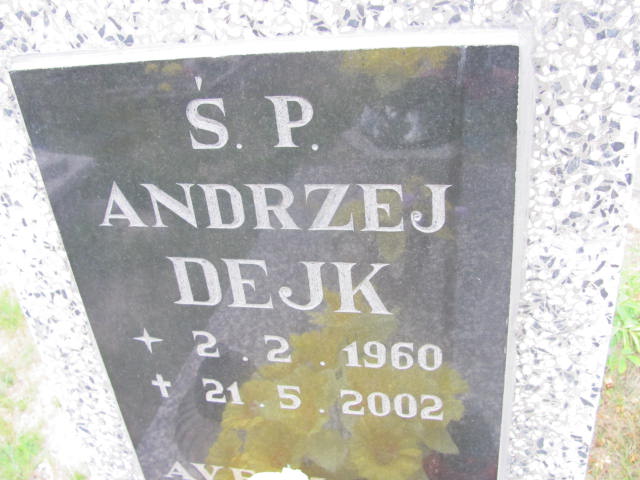 Ś. P.
ANDRZEJ
DEJK
2. 2. 1960
✝ 21. 5. 2002